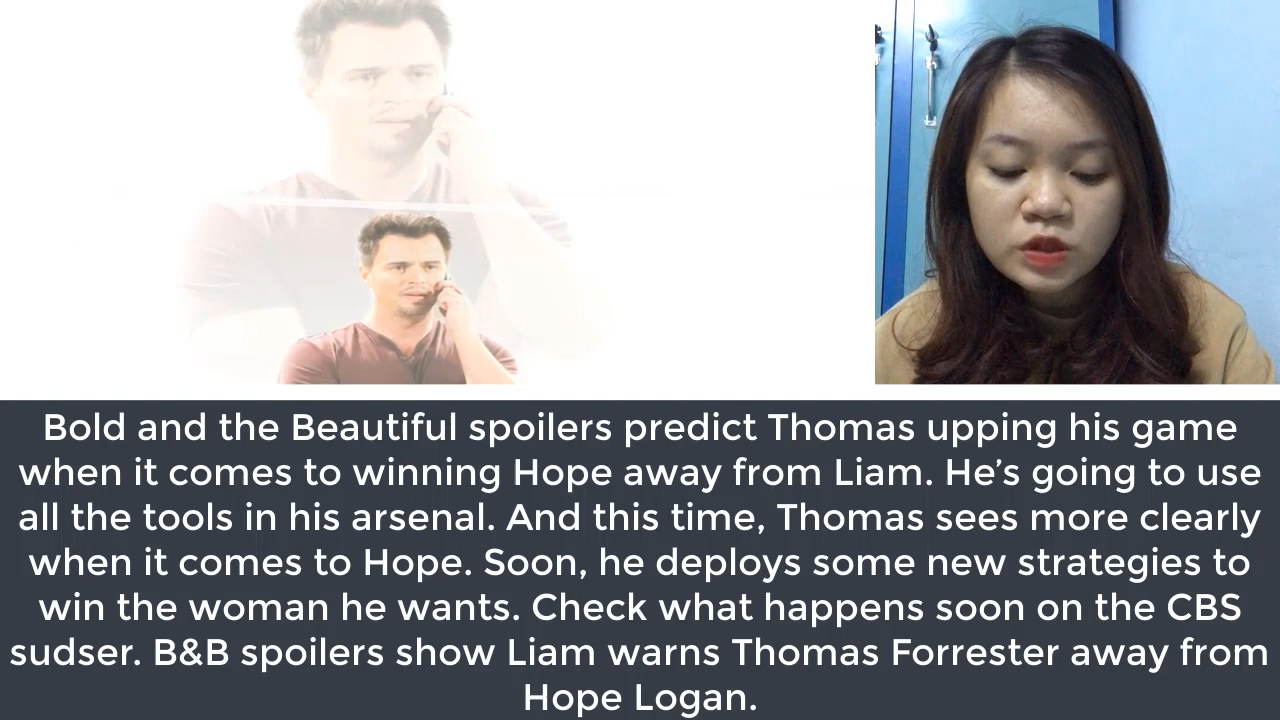 Bold and the Beautiful spoilers predict Thomas upping his game
when it comes to winning Hope away from Liam. He’s going to use
all the tools in his arsenal. And this time, Thomas sees more clearly
when it comes to Hope. Soon, he deploys some new strategies to
win the woman he wants. Check what happens soon on the CBS
sudser. B&B spoilers show Liam warns Thomas Forrester away from
Hope Logan.